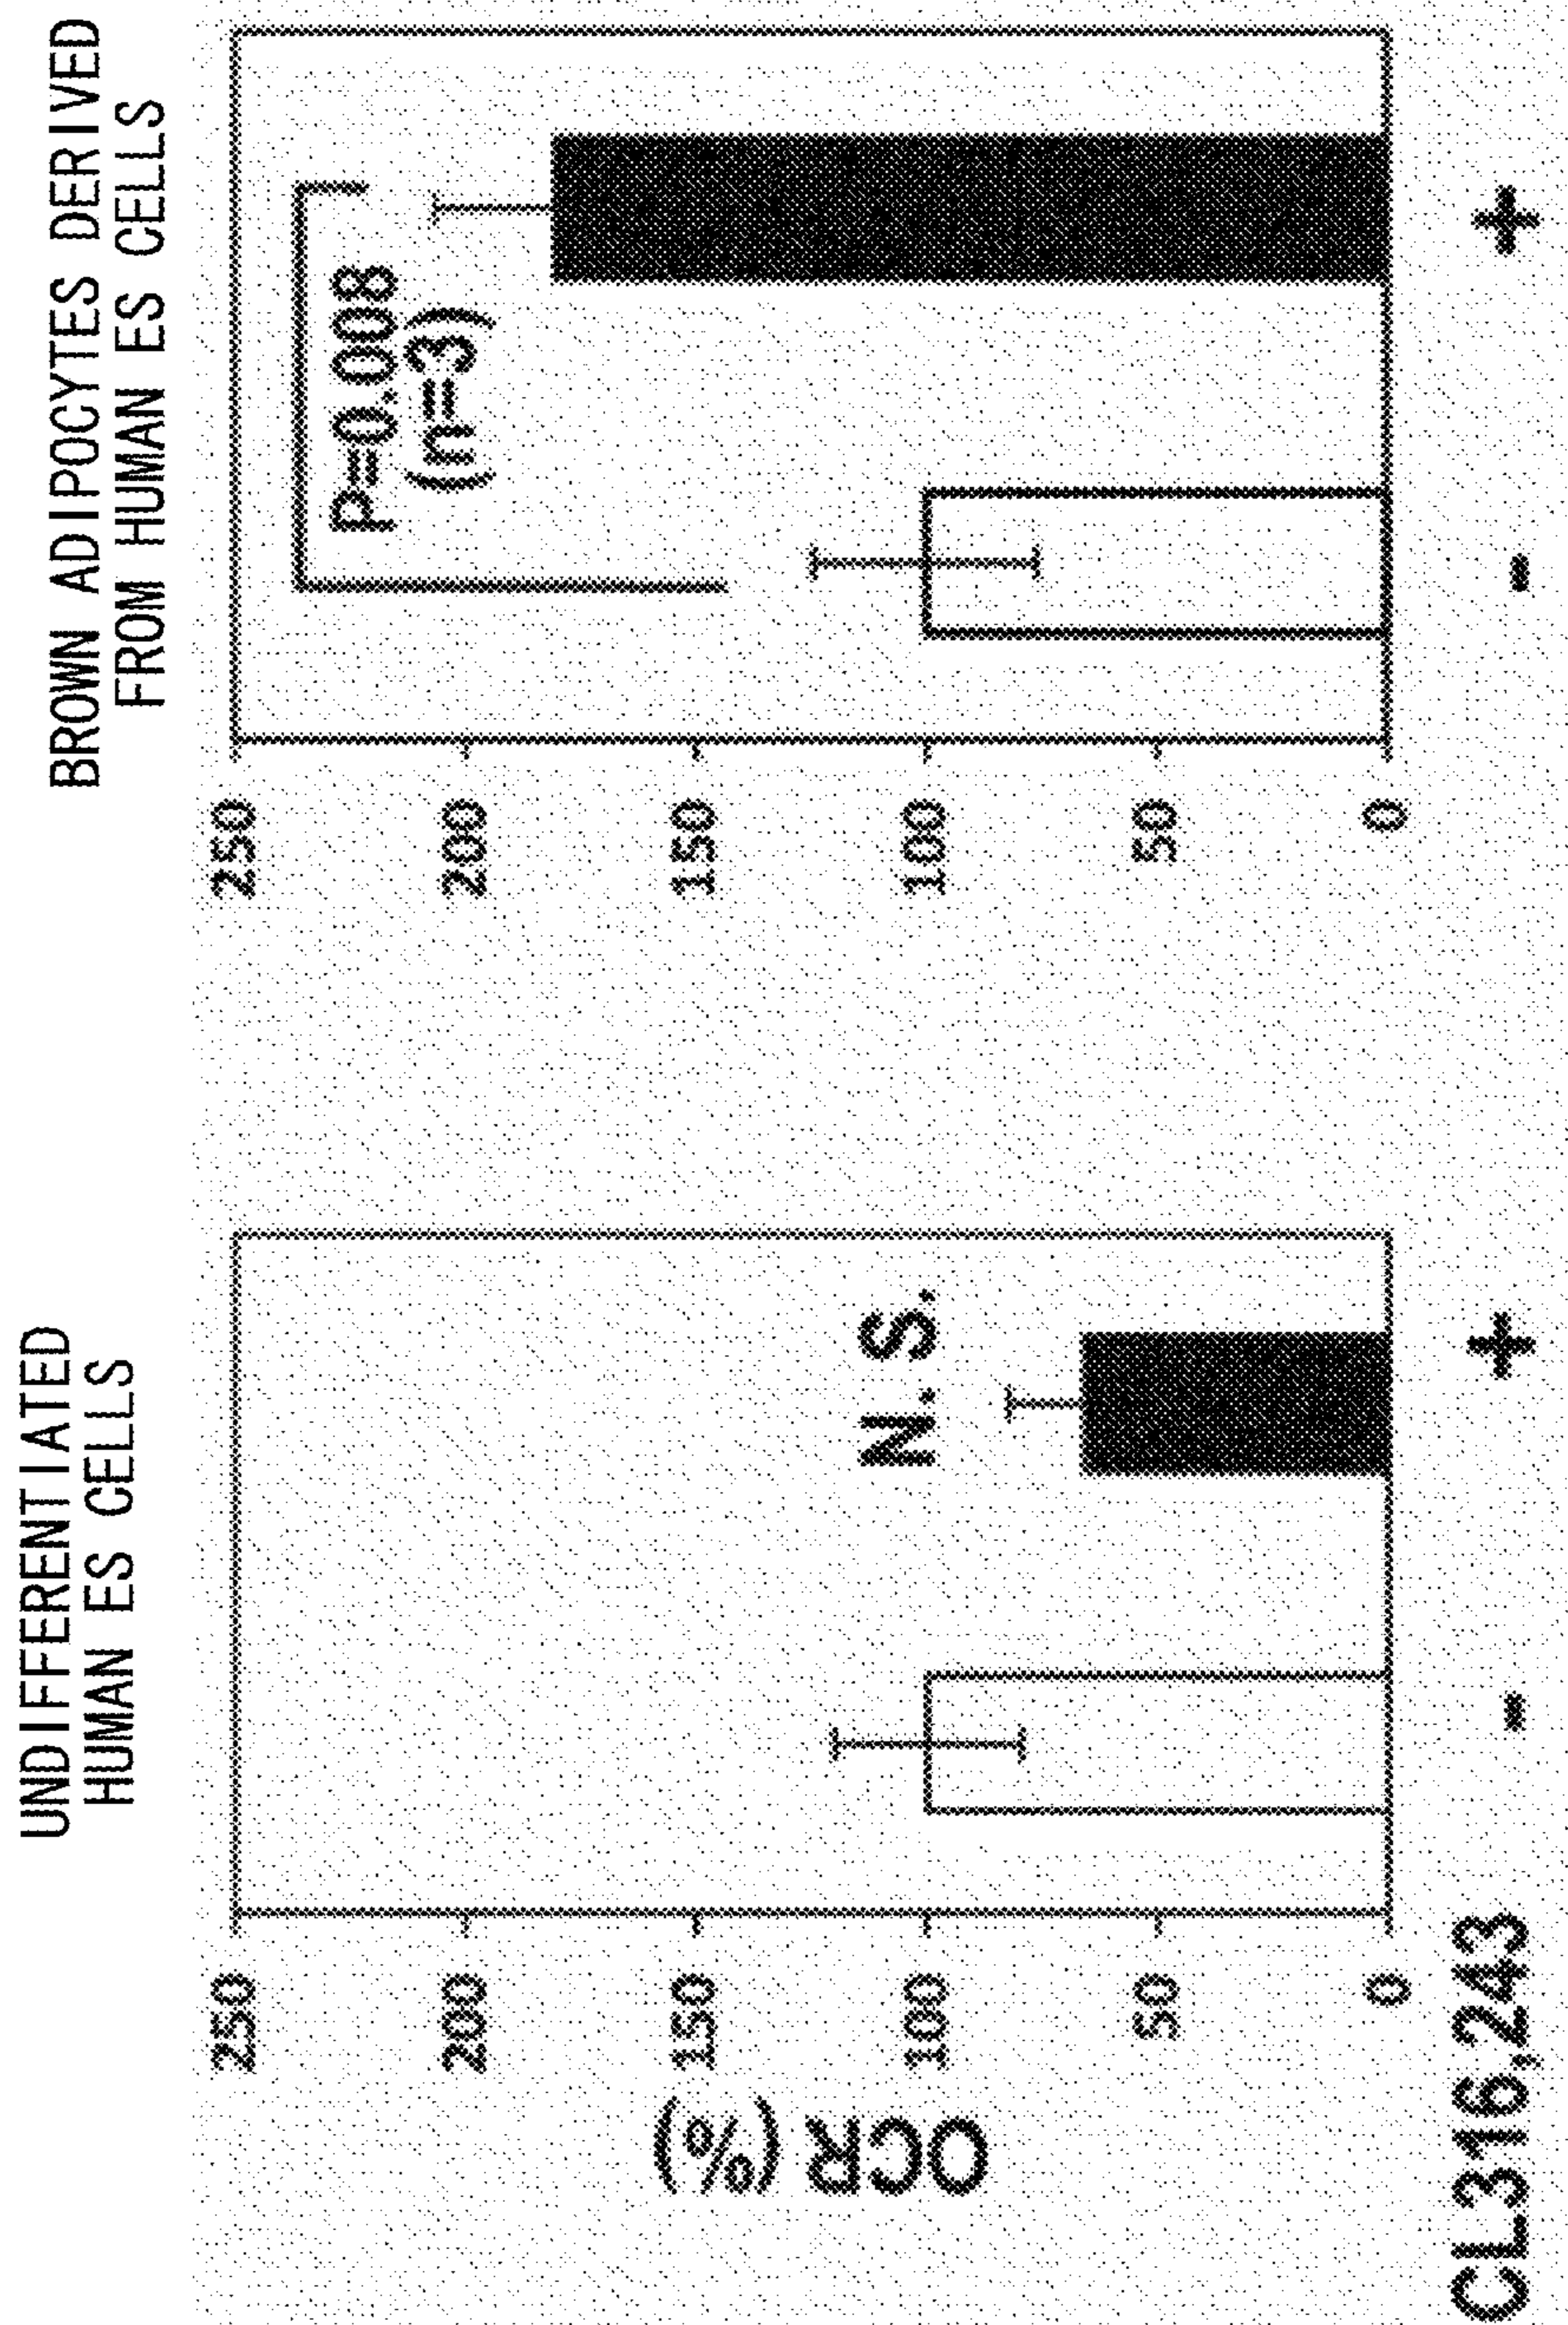 UNDIFFERENTIATED
HUMAN ES CELLS
BROWN ADIPOCYTES DERIVED
FROM HUMAN ES CELLS
OCR (%)
250
200
150
100
50
0
N. S.
250
200
150
100
50
0
P=0.008
(n=3)
CL316,243
-
+
-
+